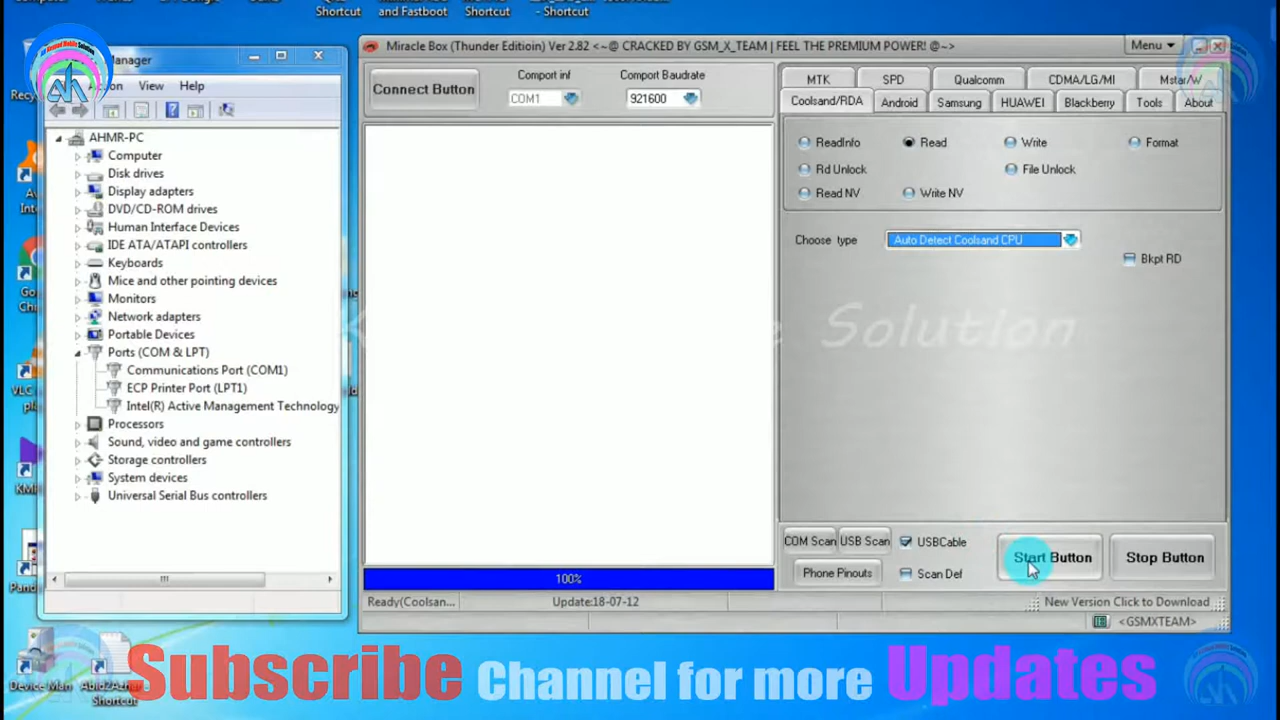 Shortcut
and Fastboot
Shortcut
- Shortcut
Manager
Action View Help
AHMR-PC
Computer
Disk drives
Display adapters
DVD/CD-ROM drives
Human Interface Devices
IDE ATA/ATAPI controllers
Keyboards
Mice and other pointing devices
Monitors
Network adapters
Portable Devices
Ports (COM & LPT)
Communications Port (COM1)
ECP Printer Port (LPT1)
Intel(R) Active Management Technology
Processors
Sound, video and game controllers
Storage controllers
System devices
Universal Serial Bus controllers
Miracle Box (Thunder Editioin) Ver 2.82 <~@ CRACKED BY GSM_X_TEAM | FEEL THE PREMIUM POWER! @~>
Menu
Connect Button
Comport inf
Comport Baudrate
COM1
921600
MTK SPD Qualcomm CDMA/LG/MI Mstar/W
Coolsand/RDA Android Samsung HUAWEI Blackberry Tools About
ReadInfo Read Write Format
Rd Unlock File Unlock
Read NV Write NV
Choose type Auto Detect Coolsand CPU
Bkpt RD
Solution
COM Scan USB Scan USBCable
Phone Pinouts Scan Def
Start Button Stop Button
100%
Ready(Coolsan... Update:18-07-12 New Version Click to Download
<GSMXTEAM>
Device Man
Shortcut
Subscribe Channel for more Updates